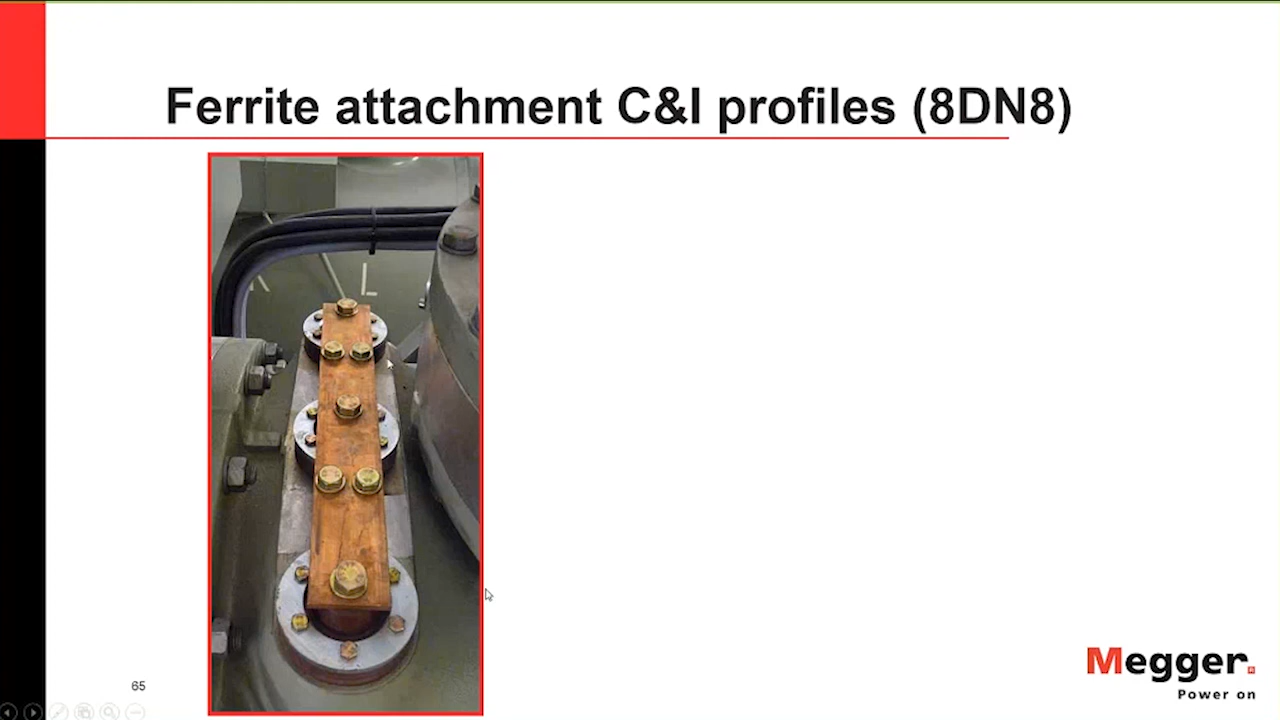 Ferrite attachment C&I profiles (8DN8)
L
65
Megger.
Power on